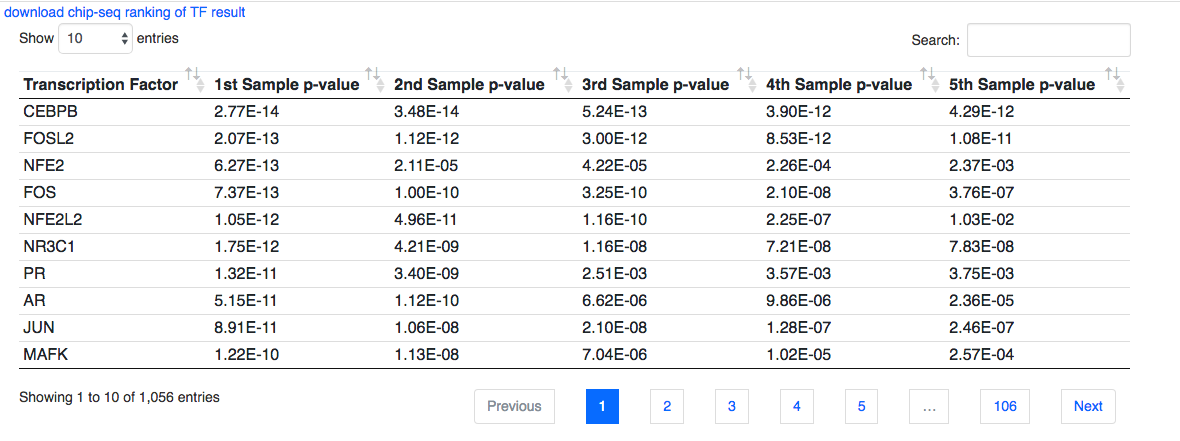 download chip-seq ranking of TF result
Show 10 entries Search:
Transcription Factor 1st Sample p-value 2nd Sample p-value 3rd Sample p-value 4th Sample p-value 5th Sample p-value
CEBPB 2.77E-14 3.48E-14 5.24E-13 3.90E-12 4.29E-12
FOSL2 2.07E-13 1.12E-12 3.00E-12 8.53E-12 1.08E-11
NFE2 6.27E-13 2.11E-05 4.22E-05 2.26E-04 2.37E-03
FOS 7.37E-13 1.00E-10 3.25E-10 2.10E-08 3.76E-07
NFE2L2 1.05E-12 4.96E-11 1.16E-10 2.25E-07 1.03E-02
NR3C1 1.75E-12 4.21E-09 1.16E-08 7.21E-08 7.83E-08
PR 1.32E-11 3.40E-09 2.51E-03 3.57E-03 3.75E-03
AR 5.15E-11 1.12E-10 6.62E-06 9.86E-06 2.36E-05
JUN 8.91E-11 1.06E-08 2.10E-08 1.28E-07 2.46E-07
MAFK 1.22E-10 1.13E-08 7.04E-06 1.02E-05 2.57E-04
Showing 1 to 10 of 1,056 entries Previous 1 2 3 4 5 … 106 Next